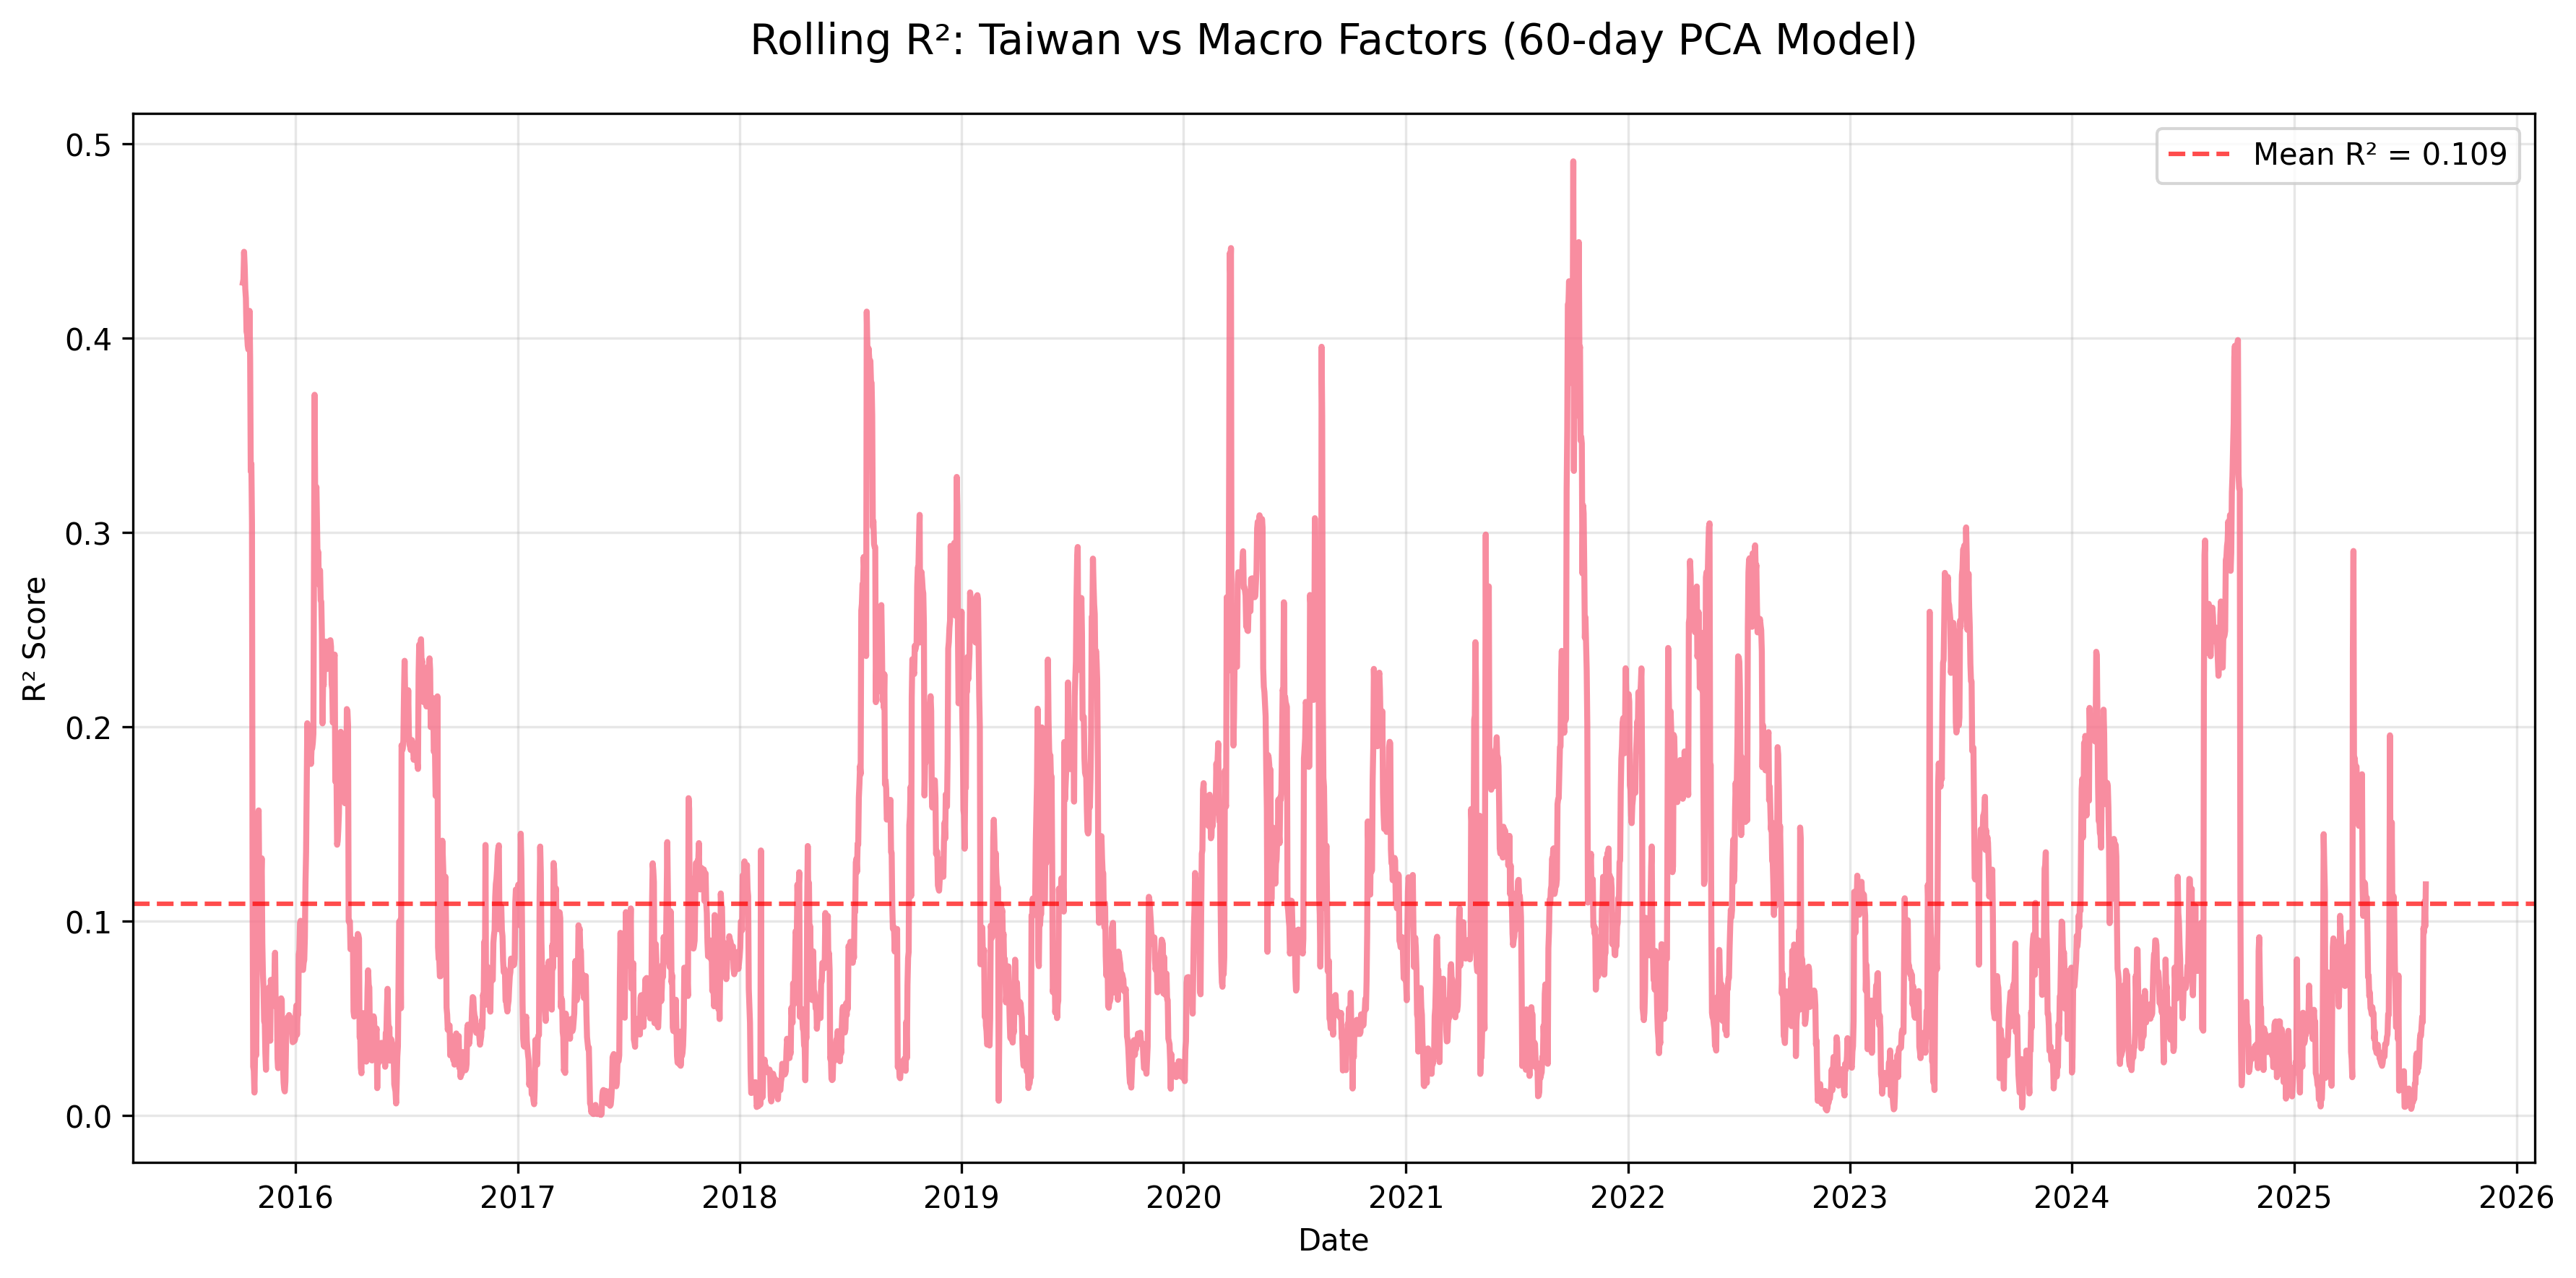 Rolling R²: Taiwan vs Macro Factors (60-day PCA Model)
Mean R² = 0.109
R² Score
0.5
0.4
0.3
0.2
0.1
0.0
2016 2017 2018 2019 2020 2021 2022 2023 2024 2025 2026
Date